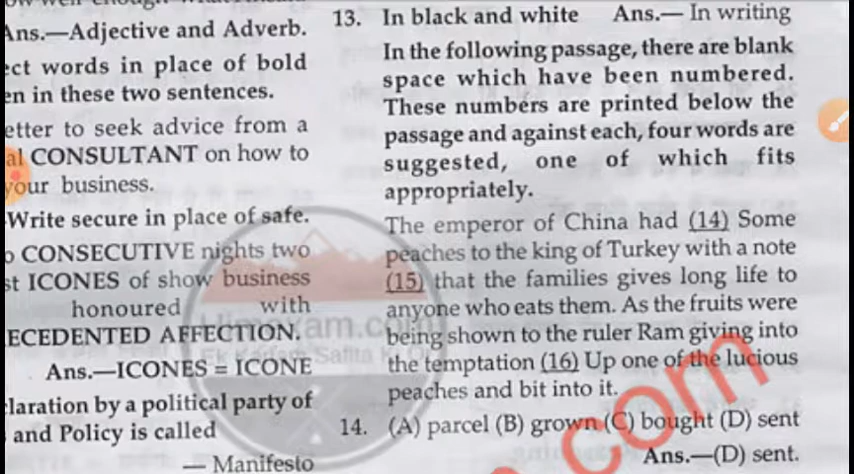 Ans.—Adjective and Adverb.
ect words in place of bold
en in these two sentences.
etter to seek advice from a
al CONSULTANT on how to
your business.
Write secure in place of safe.
o CONSECUTIVE nights two
st ICONES of show business
honoured with
ECEDENTED AFFECTION.
Ans.—ICONES = ICONE
claration by a political party of
and Policy is called
— Manifesto
13. In black and white Ans.— In writing
In the following passage, there are blank
space which have been numbered.
These numbers are printed below the
passage and against each, four words are
suggested, one of which fits
appropriately.
The emperor of China had (14) Some
peaches to the king of Turkey with a note
(15) that the families gives long life to
anyone who eats them. As the fruits were
being shown to the ruler Ram giving into
the temptation (16) Up one of the lucious
peaches and bit into it.
14. (A) parcel (B) grown (C) bought (D) sent
Ans.—(D) sent.